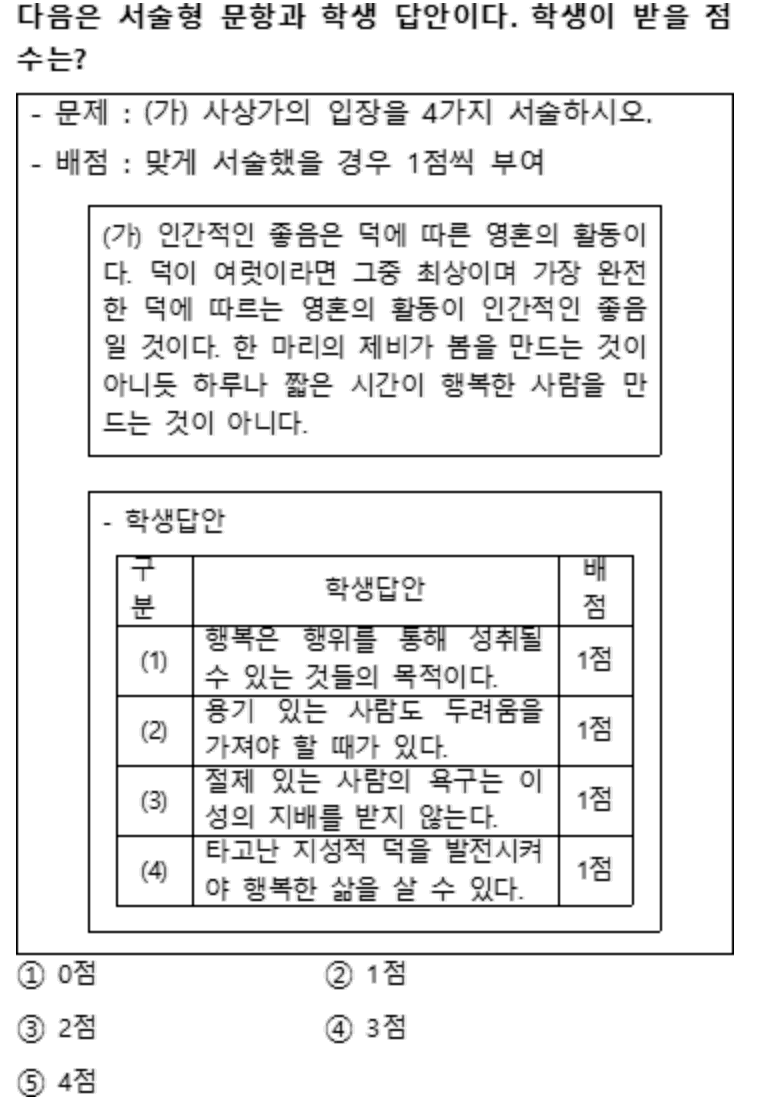 다음은 서술형 문항과 학생 답안이다. 학생이 받을 점
수는?
- 문제 : (가) 사상가의 입장을 4가지 서술하시오.
- 배점 : 맞게 서술했을 경우 1점씩 부여
(가) 인간적인 좋음은 덕에 따른 영혼의 활동이
다. 덕이 여럿이라면 그중 최상이며 가장 완전
한 덕에 따르는 영혼의 활동이 인간적인 좋음
일 것이다. 한 마리의 제비가 봄을 만드는 것이
아니듯 하루나 짧은 시간이 행복한 사람을 만
드는 것이 아니다.
- 학생답안
구
분
학생답안
배
점
(1)
행복은 행위를 통해 성취될
수 있는 것들의 목적이다.
1점
(2)
용기 있는 사람도 두려움을
가져야 할 때가 있다.
1점
(3)
절제 있는 사람의 욕구는 이
성의 지배를 받지 않는다.
1점
(4)
타고난 지성적 덕을 발전시켜
야 행복한 삶을 살 수 있다.
1점
① 0점
② 1점
③ 2점
④ 3점
⑤ 4점